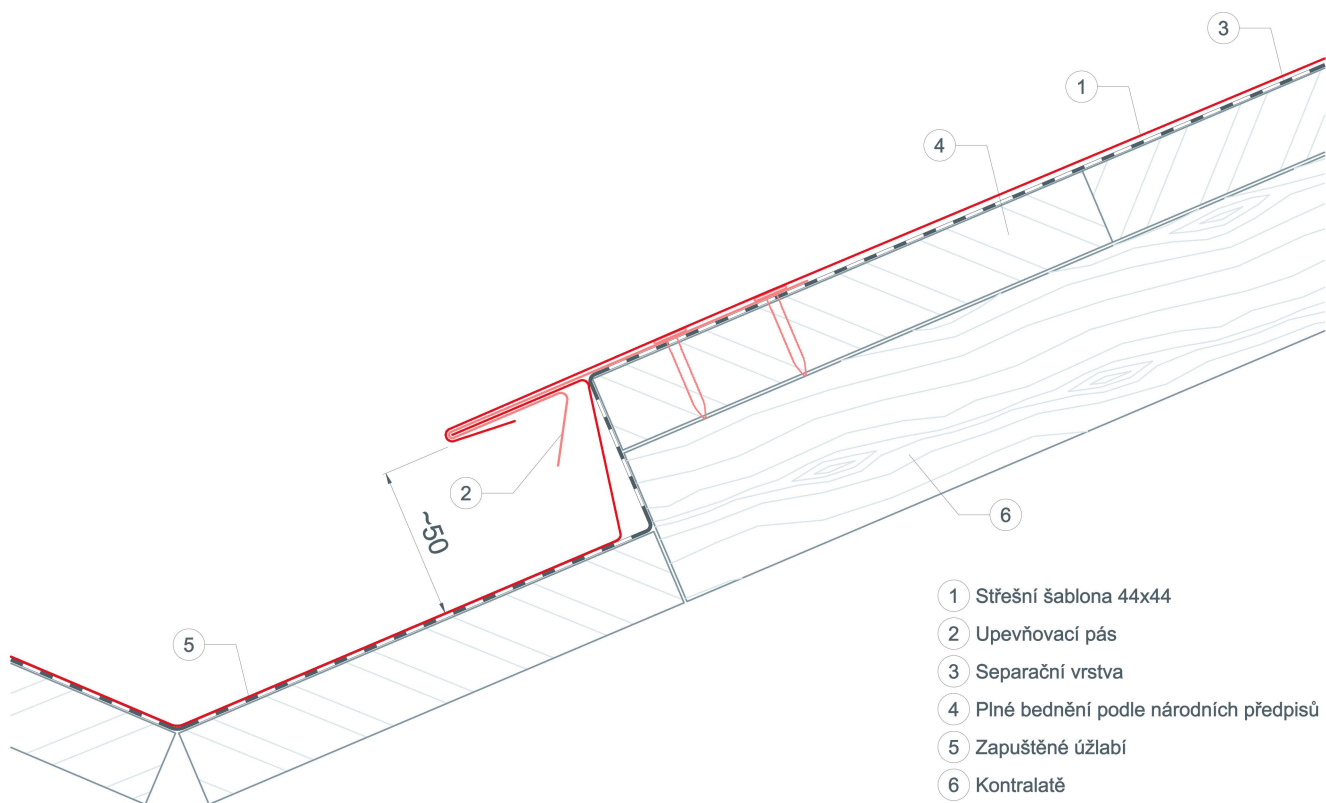 3
1
4
2
~50
6
5
1 Střešní šablona 44x44
2 Upevňovací pás
3 Separační vrstva
4 Plné bednění podle národních předpisů
5 Zapuštěné úžlabí
6 Kontralatě